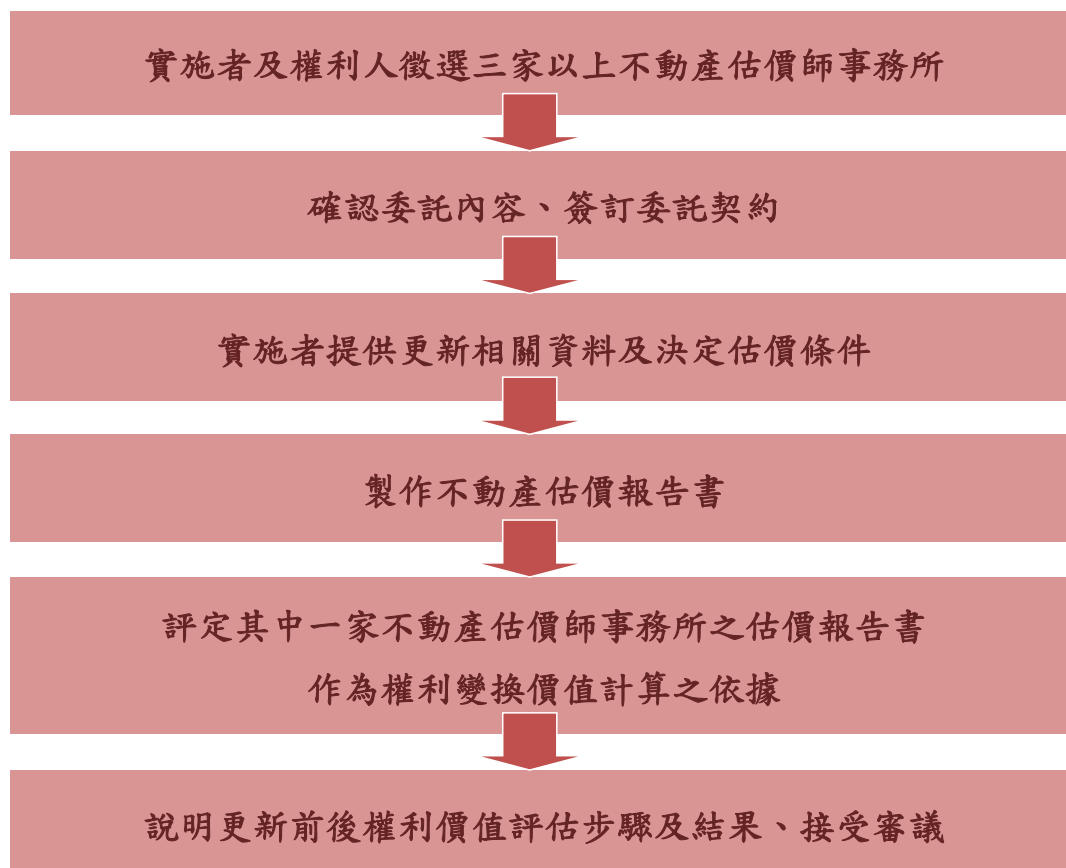 實施者及權利人徵選三家以上不動產估價師事務所
確認委託內容、簽訂委託契約
實施者提供更新相關資料及決定估價條件
製作不動產估價報告書
評定其中一家不動產估價師事務所之估價報告書
作為權利變換價值計算之依據
說明更新前後權利價值評估步驟及結果、接受審議